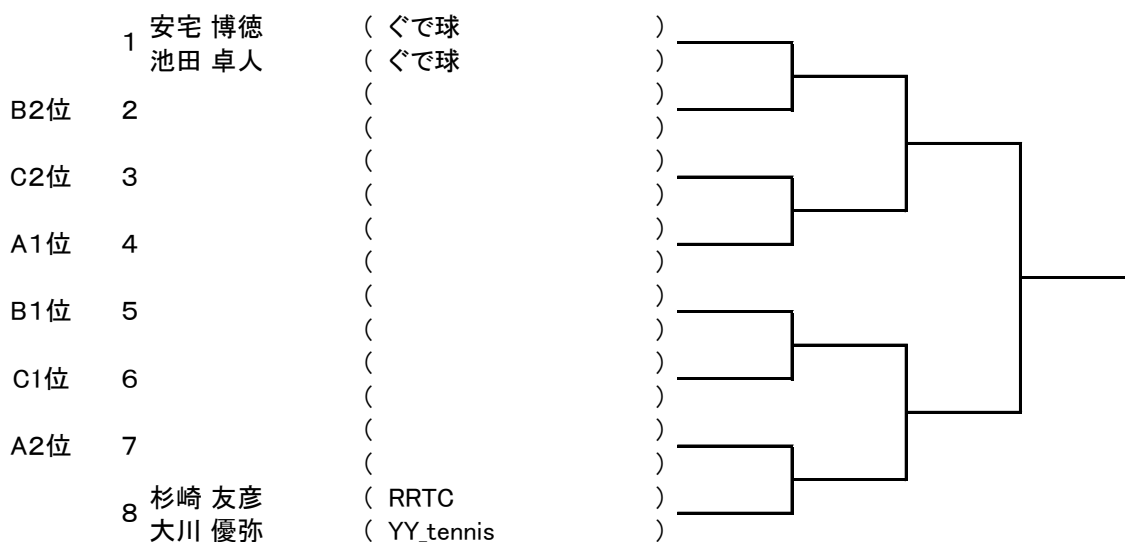 1 安宅 博徳 ( ぐで球 )
池田 卓人 ( ぐで球 )
B2位 2 ( )
( )
C2位 3 ( )
( )
A1位 4 ( )
( )
B1位 5 ( )
( )
C1位 6 ( )
( )
A2位 7 ( )
( )
8 杉崎 友彦 ( RRTC )
大川 優弥 ( YY_tennis )